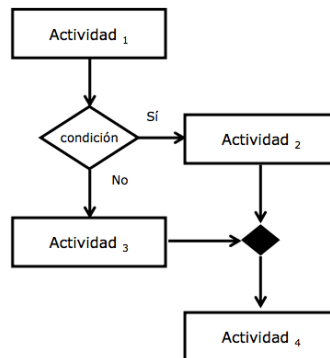 Actividad 1
Sí
condición
Actividad 2
No
Actividad 3
Actividad 4